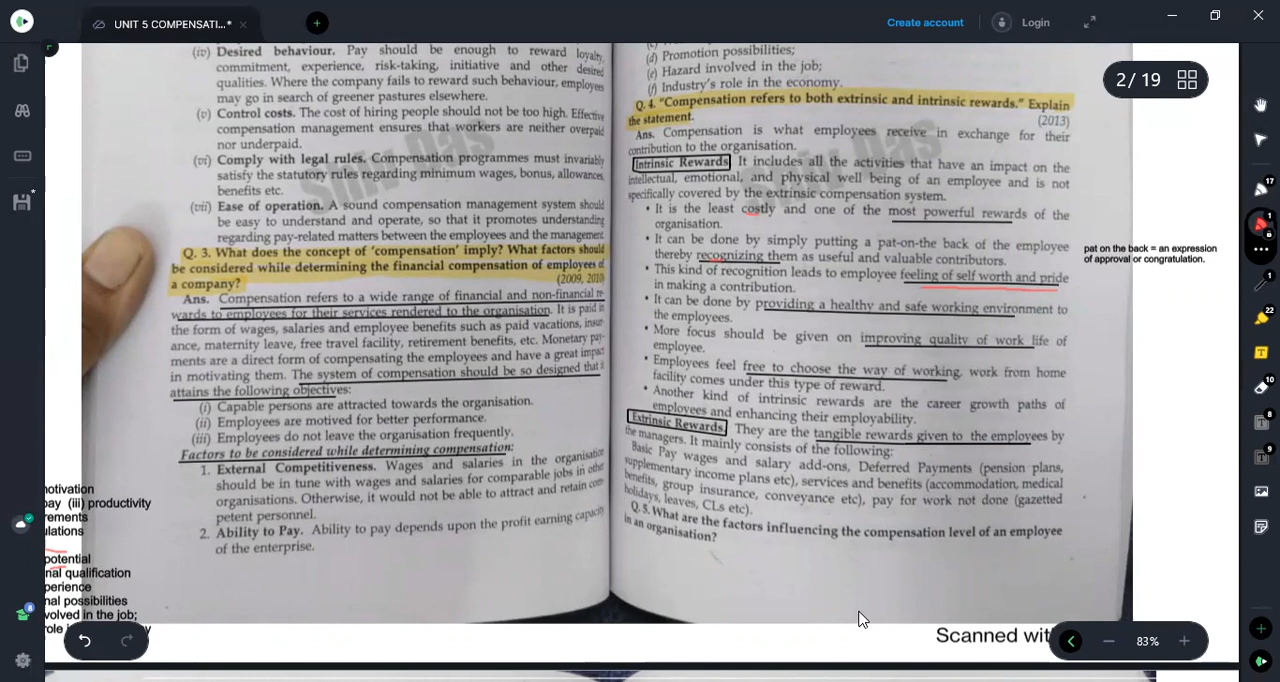 UNIT 5 COMPENSATI...*
Create account
Login
2 / 19
(iv) Desired behaviour. Pay should be enough to reward loyalty,
commitment, experience, risk-taking, initiative and other desired
qualities. Where the company fails to reward such behaviour, employees
may go in search of greener pastures elsewhere.
(v) Control costs. The cost of hiring people should not be too high. Effective
compensation management ensures that workers are neither overpaid
nor underpaid.
(vi) Comply with legal rules. Compensation programmes must invariably
satisfy the statutory rules regarding minimum wages, bonus, allowances,
benefits etc.
(vii) Ease of operation. A sound compensation management system should
be easy to understand and operate, so that it promotes understanding
regarding pay-related matters between the employees and the management
Q. 3. What does the concept of 'compensation' imply? What factors should
be considered while determining the financial compensation of employees of
a company? (2009, 2010
Ans. Compensation refers to a wide range of financial and non-financial re-
wards to employees for their services rendered to the organisation. It is paid in
the form of wages, salaries and employee benefits such as paid vacations, insur
ance, maternity leave, free travel facility, retirement benefits, etc. Monetary pay-
ments are a direct form of compensating the employees and have a great impact
in motivating them. The system of compensation should be so designed that it
attains the following objectives:
(i) Capable persons are attracted towards the organisation.
(ii) Employees are motived for better performance.
(iii) Employees do not leave the organisation frequently.
Factors to be considered while determining compensation:
1. External Competitiveness. Wages and salaries in the organisation
should be in tune with wages and salaries for comparable jobs in other
organisations. Otherwise, it would not be able to attract and retain com-
petent personnel.
2. Ability to Pay. Ability to pay depends upon the profit earning capacity
of the enterprise.
(d) Promotion possibilities;
(e) Hazard involved in the job;
(f) Industry's role in the economy.
Q. 4. "Compensation refers to both extrinsic and intrinsic rewards." Explain
the statement. (2013)
Ans. Compensation is what employees receive in exchange for their
contribution to the organisation.
Intrinsic Rewards It includes all the activities that have an impact on the
intellectual, emotional, and physical well being of an employee and is not
specifically covered by the extrinsic compensation system.
• It is the least costly and one of the most powerful rewards of the
organisation.
• It can be done by simply putting a pat-on-the back of the employee
thereby recognizing them as useful and valuable contributors.
• This kind of recognition leads to employee feeling of self worth and pride
in making a contribution.
• It can be done by providing a healthy and safe working environment to
the employees.
• More focus should be given on improving quality of work life of
employee.
• Employees feel free to choose the way of working, work from home
facility comes under this type of reward.
• Another kind of intrinsic rewards are the career growth paths of
employees and enhancing their employability.
Extrinsic Rewards. They are the tangible rewards given to the employees by
the managers. It mainly consists of the following:
Basic Pay wages and salary add-ons, Deferred Payments (pension plans,
supplementary income plans etc), services and benefits (accommodation, medical
benefits, group insurance, conveyance etc), pay for work not done (gazetted
holidays, leaves, CLs etc).
Q. 5. What are the factors influencing the compensation level of an employee
in an organisation?
pat on the back = an expression
of approval or congratulation.
Shiv Das
Shiv Das
notivation
pay (iii) productivity
rements
ulations
potential
nal qualification
perience
nal possibilities
volved in the job;
role
Scanned wit
83%
17
1
1
22
10
8
9
8